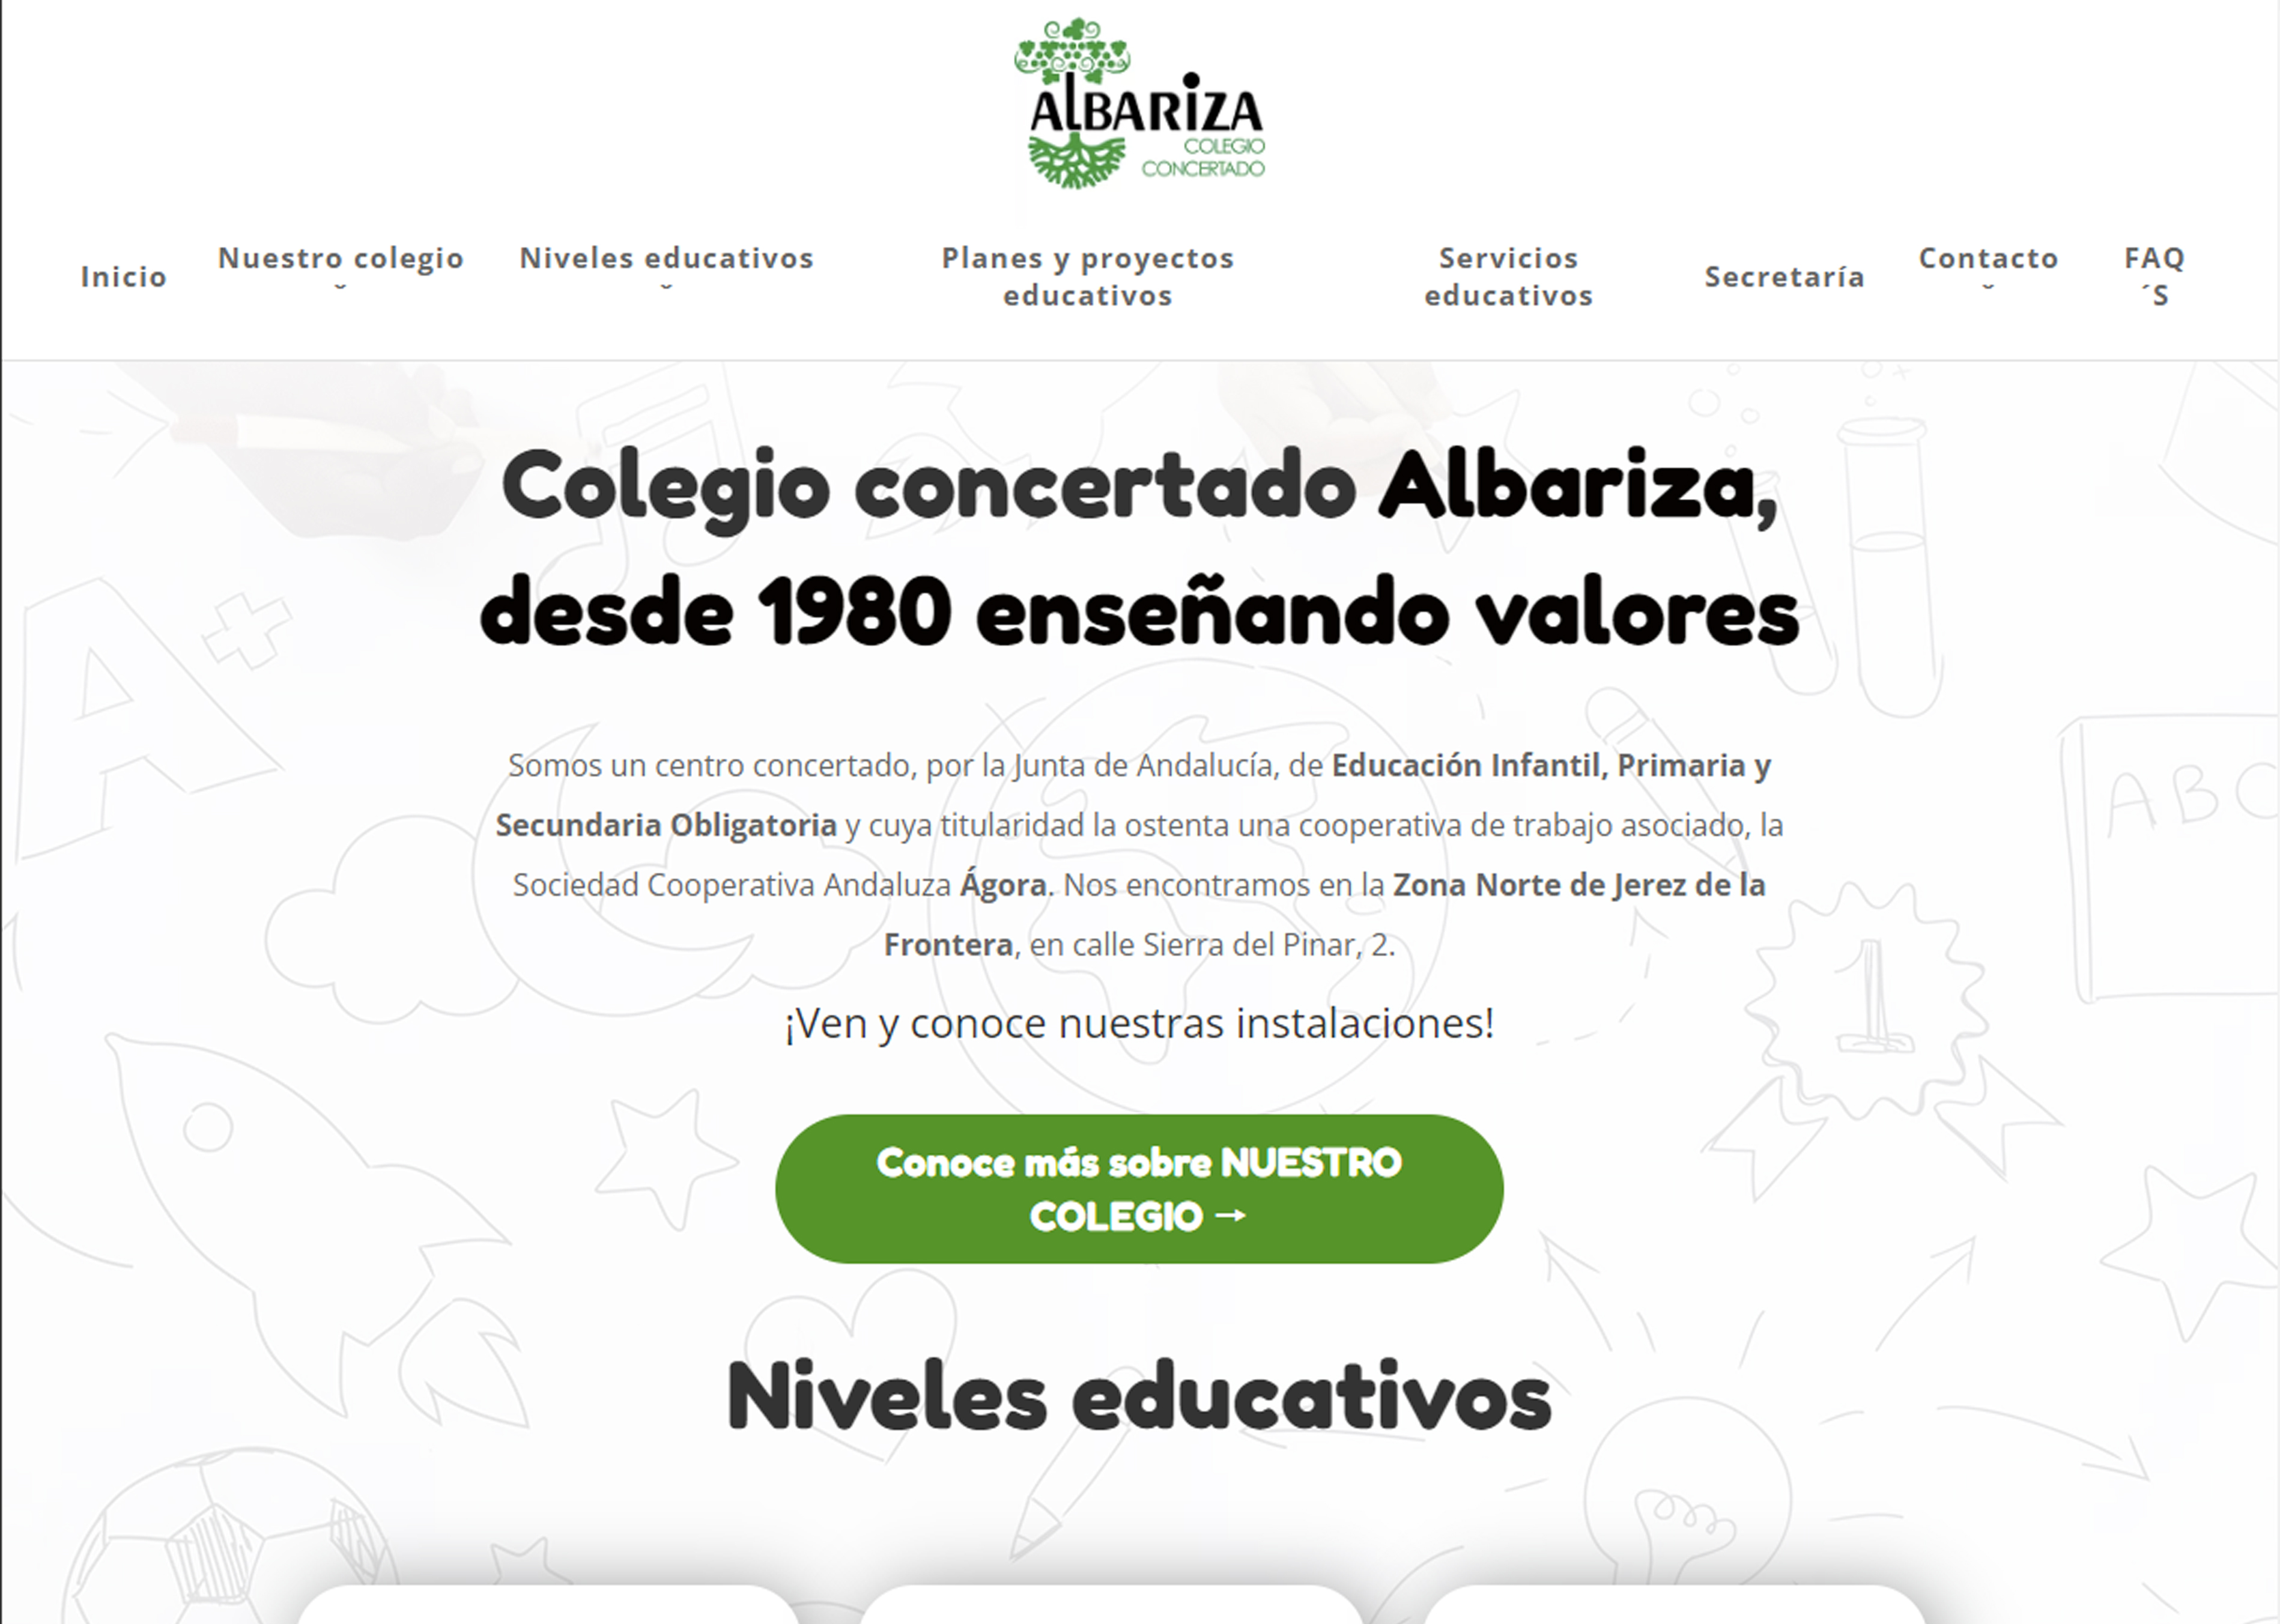 ALBARIZA
COLEGIO
CONCERTADO
Inicio
Nuestro colegio
Niveles educativos
Planes y proyectos
educativos
Servicios
educativos
Secretaría
Contacto
FAQ
´S
Colegio concertado Albariza,
desde 1980 enseñando valores
Somos un centro concertado, por la Junta de Andalucía, de Educación Infantil, Primaria y
Secundaria Obligatoria y cuya titularidad la ostenta una cooperativa de trabajo asociado, la
Sociedad Cooperativa Andaluza Ágora. Nos encontramos en la Zona Norte de Jerez de la
Frontera, en calle Sierra del Pinar, 2.
¡Ven y conoce nuestras instalaciones!
Conoce más sobre NUESTRO
COLEGIO →
Niveles educativos
A+
ABC
1